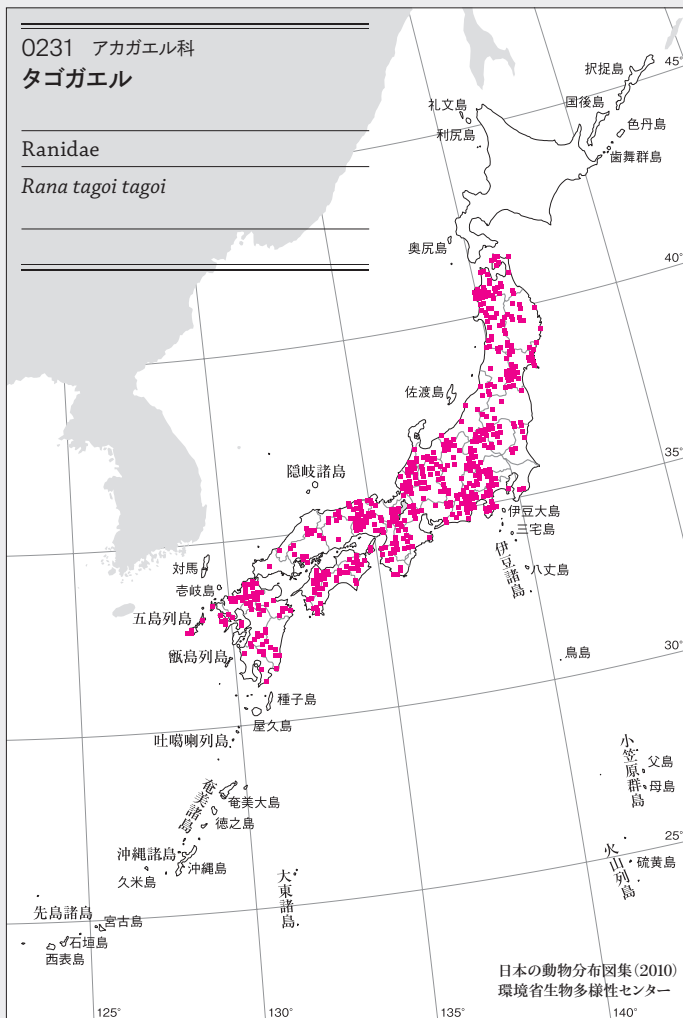 0231 アカガエル科
タゴガエル
Ranidae
Rana tagoi tagoi
択捉島
国後島
色丹島
歯舞群島
礼文島
利尻島
奥尻島
佐渡島
隠岐諸島
対馬
壱岐島
五島列島
甑島列島
種子島
屋久島
吐噶喇列島
奄美諸島
奄美大島
徳之島
沖縄諸島
沖縄島
久米島
先島諸島
宮古島
石垣島
西表島
大東諸島
伊豆大島
三宅島
伊豆諸島
八丈島
鳥島
小笠原群島
父島
母島
火山列島
硫黄島
45°
40°
35°
30°
25°
125°
130°
135°
140°
日本の動物分布図集(2010)
環境省生物多様性センター